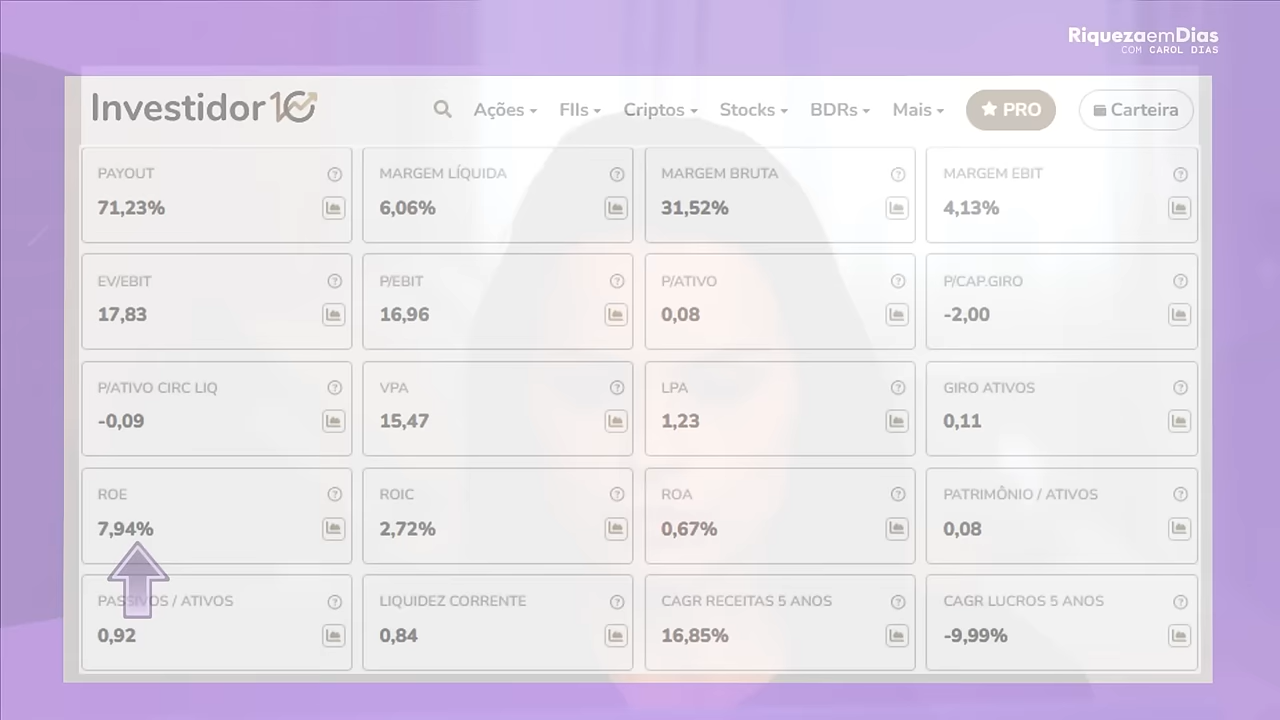 RiquezaemDias
COM CAROL DIAS
Investidor 10 Ações FIIs Criptos Stocks BDRs Mais PRO Carteira
PAYOUT MARGEM LÍQUIDA MARGEM BRUTA MARGEM EBIT
71,23% 6,06% 31,52% 4,13%
EV/EBIT P/EBIT P/ATIVO P/CAP.GIRO
17,83 16,96 0,08 -2,00
P/ATIVO CIRC LIQ VPA LPA GIRO ATIVOS
-0,09 15,47 1,23 0,11
ROE ROIC ROA PATRIMÔNIO / ATIVOS
7,94% 2,72% 0,67% 0,08
PASSIVOS / ATIVOS LIQUIDEZ CORRENTE CAGR RECEITAS 5 ANOS CAGR LUCROS 5 ANOS
0,92 0,84 16,85% -9,99%